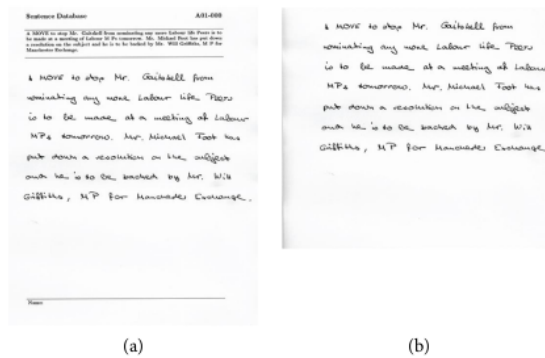 Sentence Database A01-000
A MOVE to stop Mr. Gaitskell from nominating any more Labour life Peers is to
be made at a meeting of Labour M Ps tomorrow. Mr. Michael Foot has put down
a resolution on the subject and he is to be backed by Mr. Will Griffiths, M P for
Manchester Exchange.
A MOVE to stop Mr. Gaitskell from
nominating any more Labour life Peers
is to be made at a meeting of Labour
MPs tomorrow. Mr. Michael Foot has
put down a resolution on the subject
and he is to be backed by Mr. Will
Griffiths, MP for Manchester Exchange.
Name:
(a)
A MOVE to stop Mr. Gaitskell from
nominating any more Labour life Peers
is to be made at a meeting of Labour
MPs tomorrow. Mr. Michael Foot has
put down a resolution on the subject
and he is to be backed by Mr. Will
Griffiths, MP for Manchester Exchange
(b)